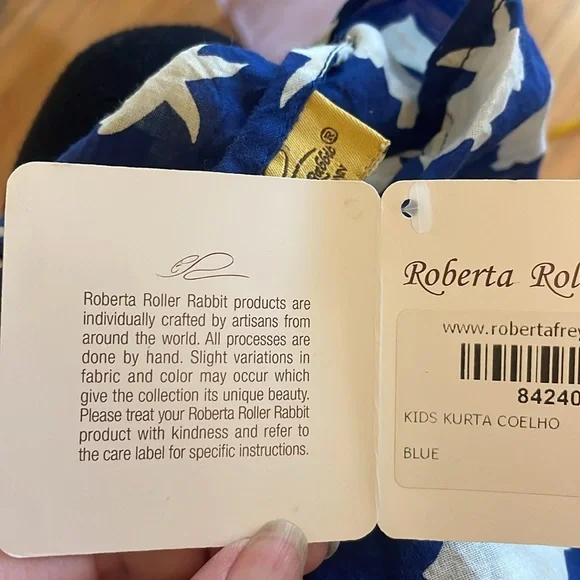 Rabbit®
Roberta Roller Rabbit products are
individually crafted by artisans from
around the world. All processes are
done by hand. Slight variations in
fabric and color may occur which
give the collection its unique beauty.
Please treat your Roberta Roller Rabbit
product with kindness and refer to
the care label for specific instructions.
Roberta Rol
www.robertafrey
84240
KIDS KURTA COELHO
BLUE